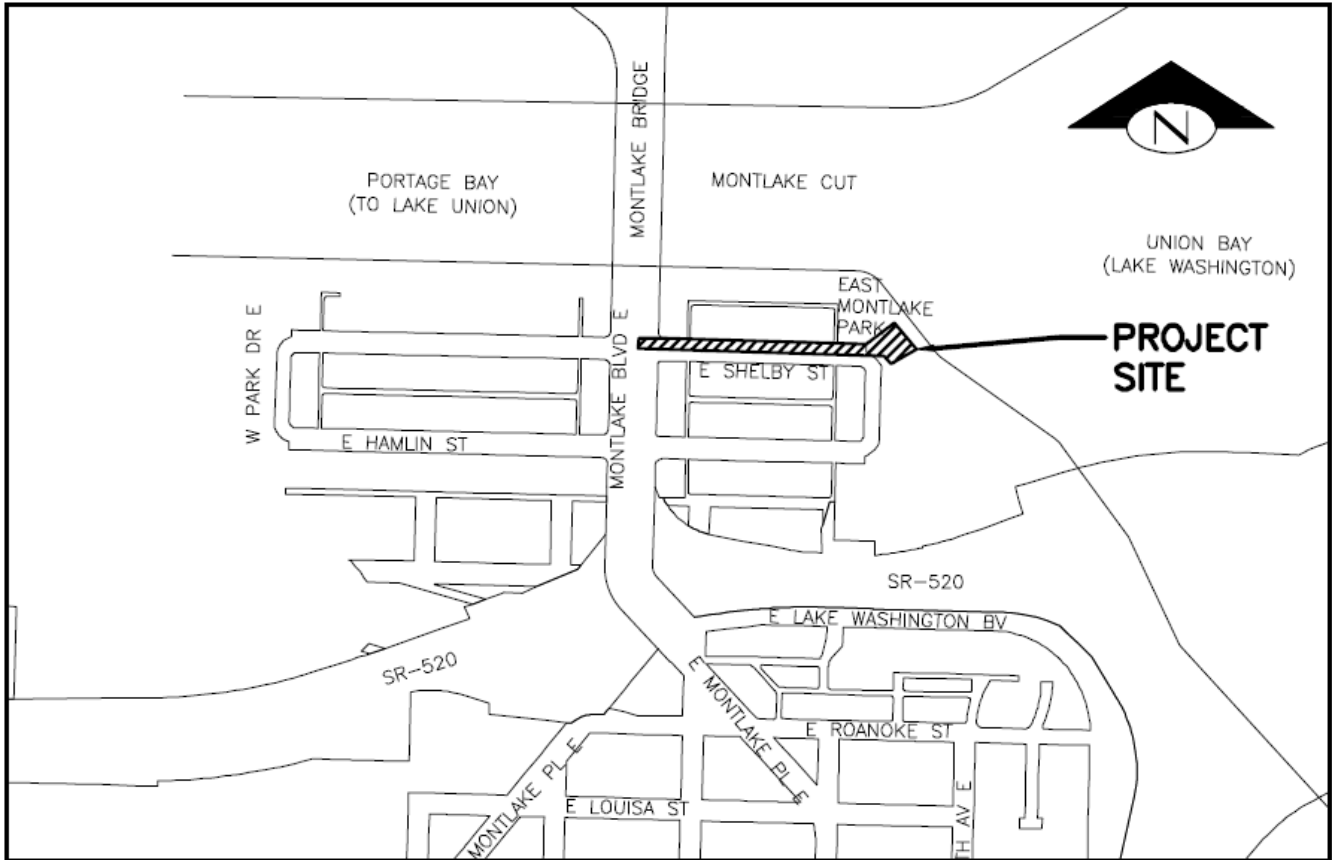 MONTLAKE BRIDGE
N
PORTAGE BAY
(TO LAKE UNION)
MONTLAKE CUT
UNION BAY
(LAKE WASHINGTON)
EAST
MONTLAKE
PARK
W PARK DR E
MONTLAKE BLVD E
PROJECT
SITE
E SHELBY ST
E HAMLIN ST
SR-520
E LAKE WASHINGTON BV
SR-520
E MONTLAKE PL E
E ROANOKE ST
MONTLAKE PL E
E LOUISA ST
TH AV E